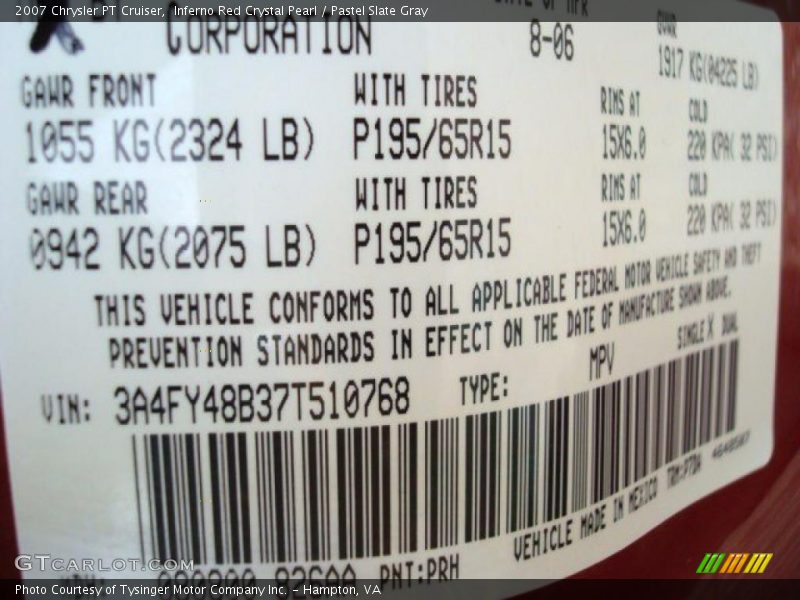 2007 Chrysler PT Cruiser, Inferno Red Crystal Pearl / Pastel Slate Gray
CORPORATION
8-06
GVWR
1917 KG(04225 LB)
GAWR FRONT WITH TIRES RIMS AT COLD
1055 KG(2324 LB) P195/65R15 15X6.0 220 KPA( 32 PSI)
GAWR REAR WITH TIRES RIMS AT COLD
0942 KG(2075 LB) P195/65R15 15X6.0 220 KPA( 32 PSI)
THIS VEHICLE CONFORMS TO ALL APPLICABLE FEDERAL MOTOR VEHICLE SAFETY AND THEFT
PREVENTION STANDARDS IN EFFECT ON THE DATE OF MANUFACTURE SHOWN ABOVE.
SINGLE X DUAL
VIN: 3A4FY48B37T510768 TYPE: MPV
VEHICLE MADE IN MEXICO
PNT:PRH
GTCARLOT.COM
Photo Courtesy of Tysinger Motor Company Inc. - Hampton, VA